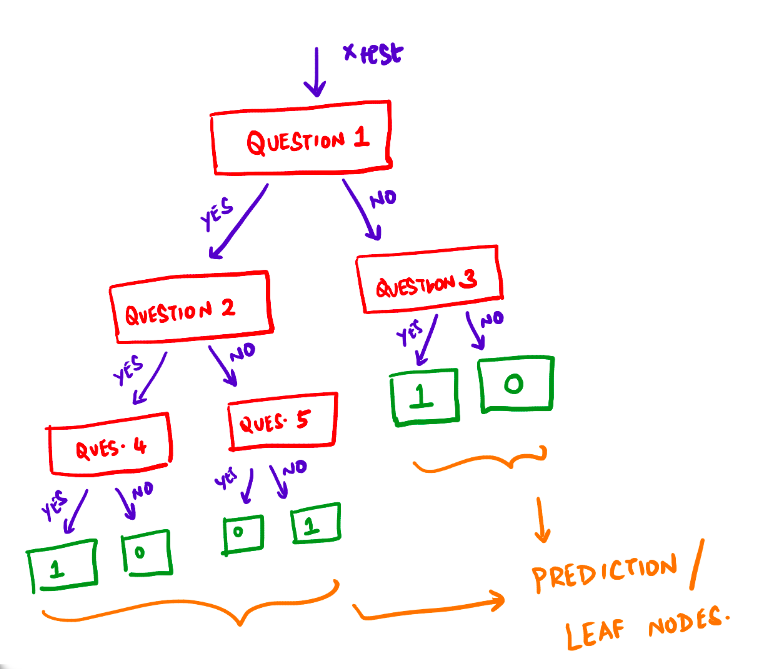 xtest
QUESTION 1
YES
NO
QUESTION 2
QUESTION 3
YES
NO
YES
NO
QUES. 4
QUES. 5
1
0
YES
NO
YES
NO
1
0
0
1
PREDICTION /
LEAF NODES.